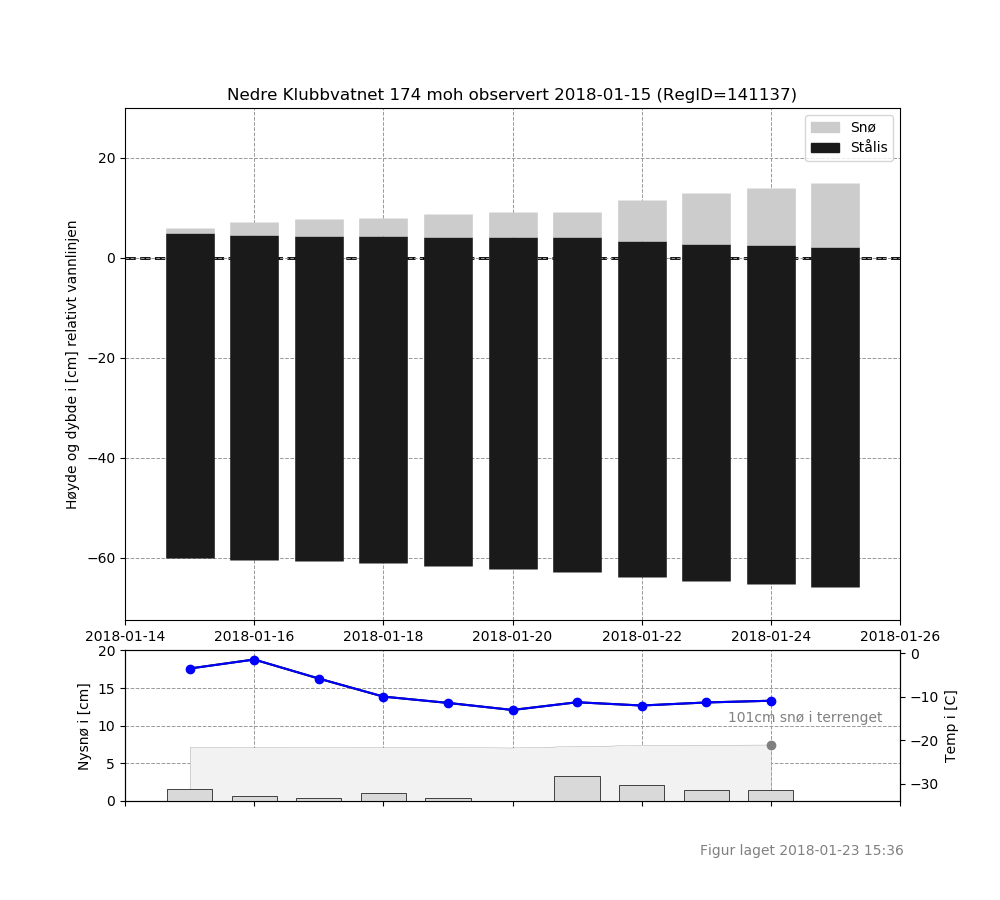 Nedre Klubbvatnet 174 moh observert 2018-01-15 (RegID=141137)
Snø
Stålis
Høyde og dybde i [cm] relativt vannlinjen
20
0
−20
−40
−60
2018-01-14 2018-01-16 2018-01-18 2018-01-20 2018-01-22 2018-01-24 2018-01-26
Nysnø i [cm]
20
15
10
5
0
101cm snø i terrenget
0
−10
−20
−30
Temp i [C]
Figur laget 2018-01-23 15:36